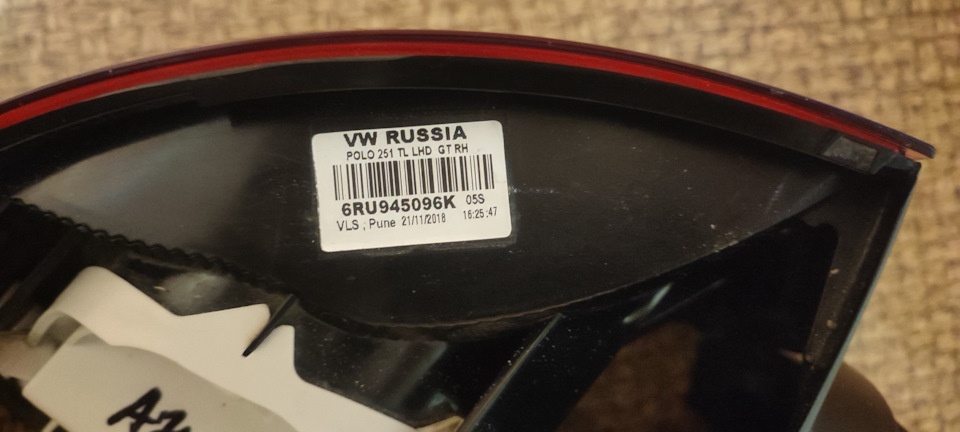 VW RUSSIA
POLO 251 TL LHD GT RH
6RU945096K 05S
VLS , Pune 21/11/2018 16:25:47